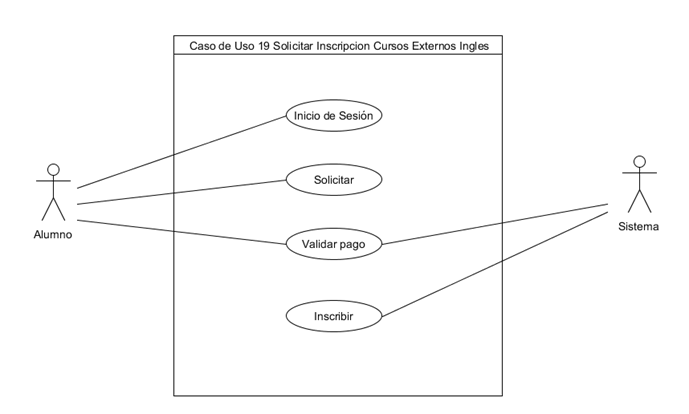 Caso de Uso 19 Solicitar Inscripcion Cursos Externos Ingles
Inicio de Sesión
Solicitar
Alumno
Sistema
Validar pago
Inscribir